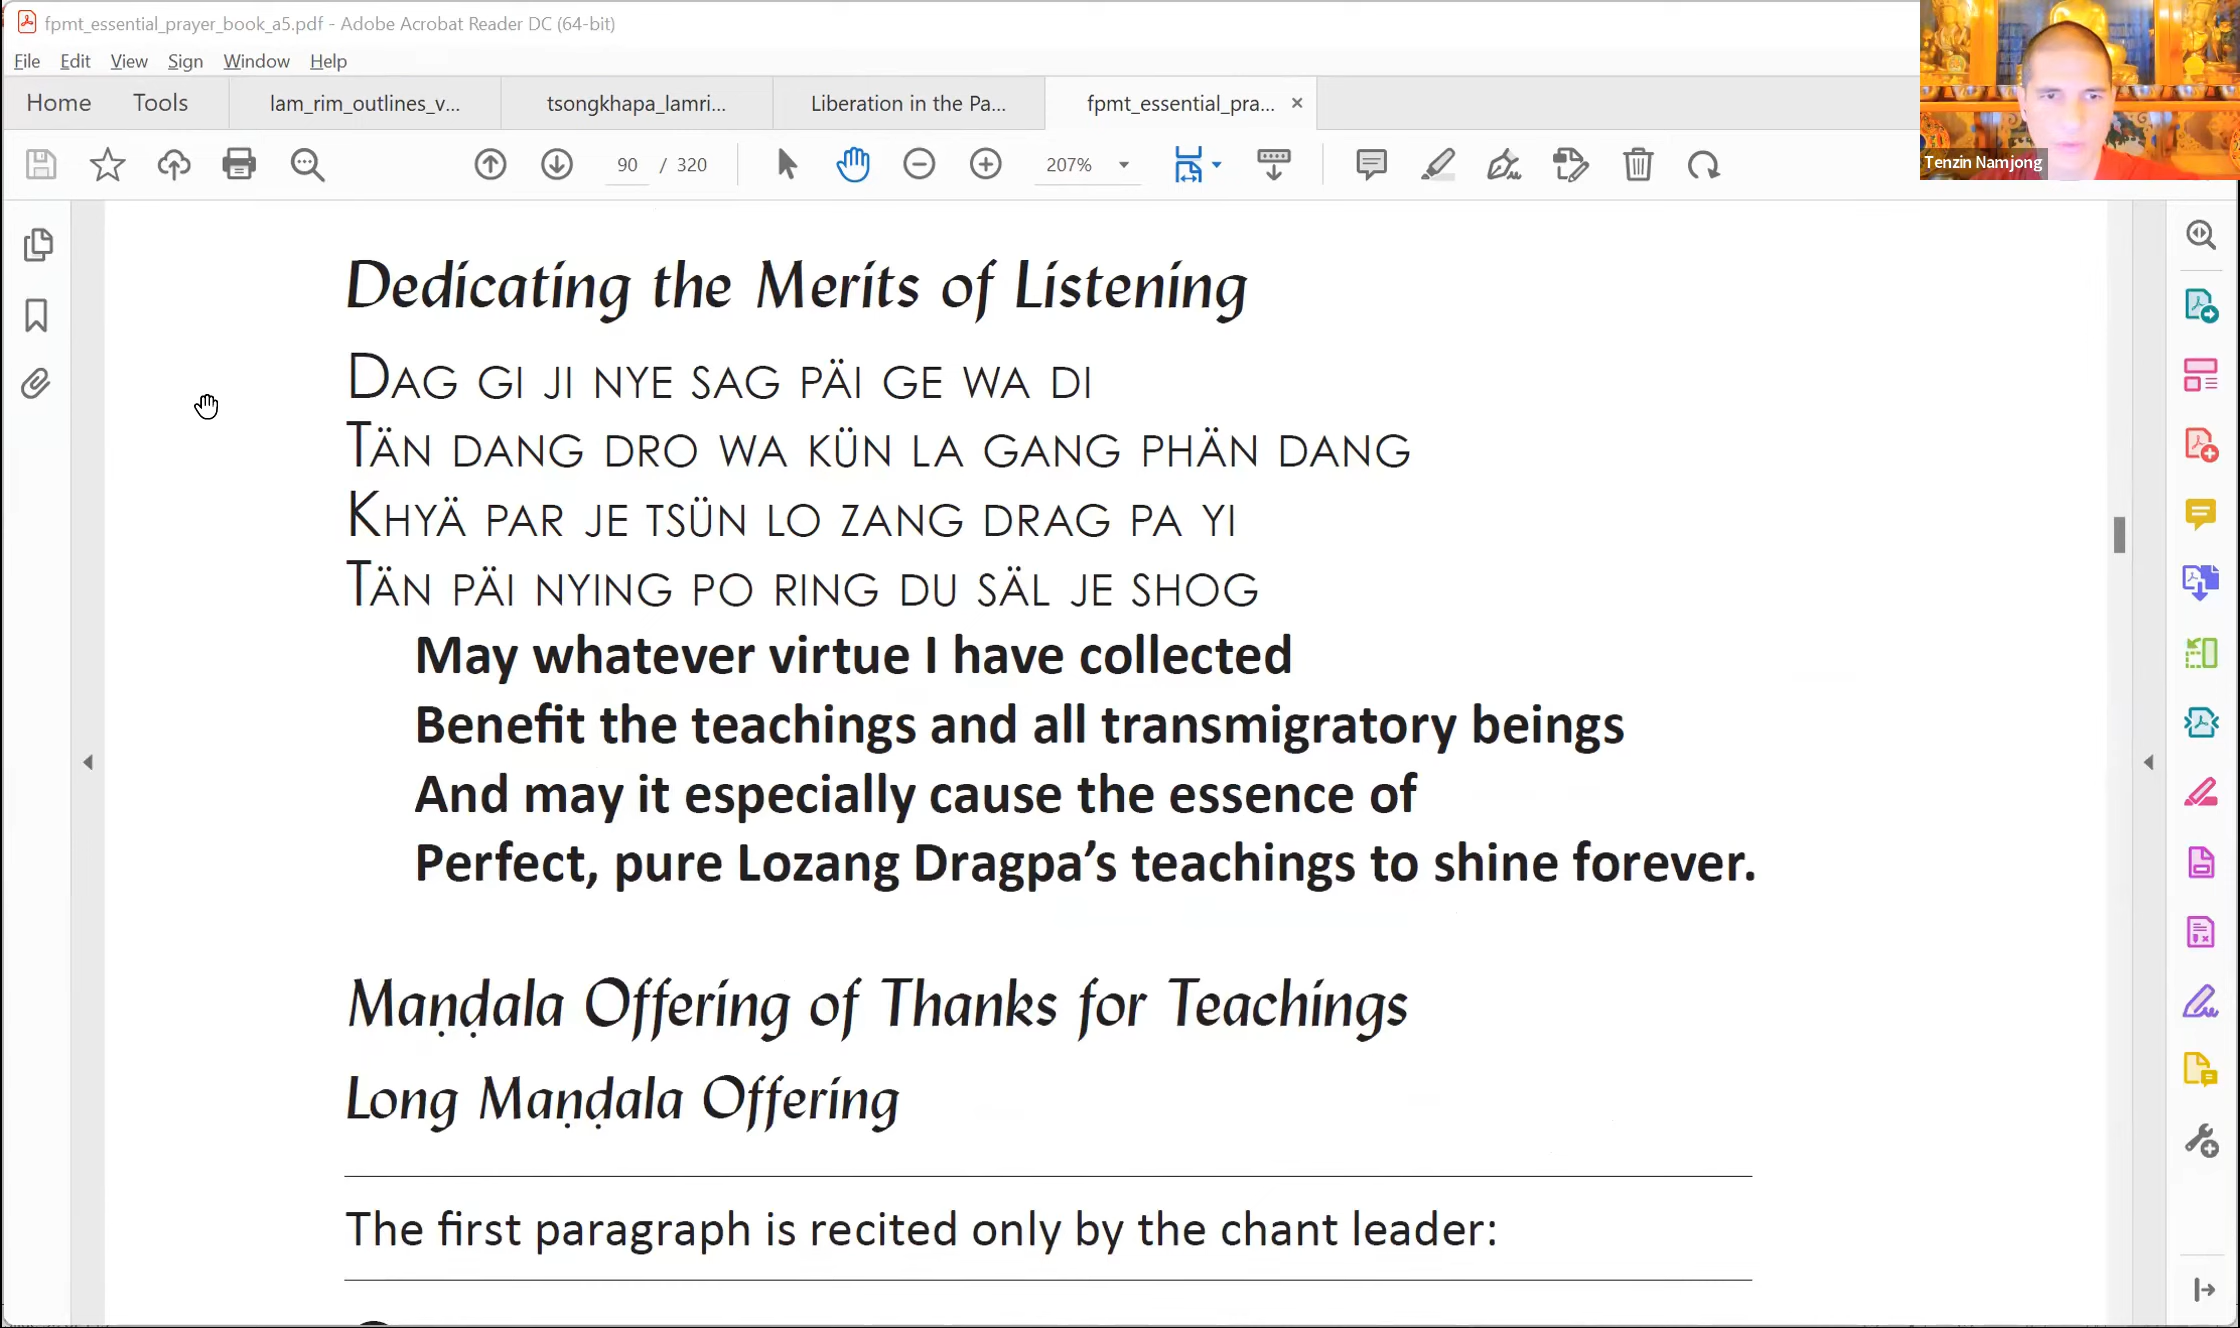 fpmt_essential_prayer_book_a5.pdf - Adobe Acrobat Reader DC (64-bit)
File Edit View Sign Window Help
Home Tools lam_rim_outlines_v... tsongkhapa_lamri... Liberation in the Pa... fpmt_essential_pra... ×
90 / 320 207%
Tenzin Namjong
Dedicating the Merits of Listening
DAG GI JI NYE SAG PÄI GE WA DI
TÄN DANG DRO WA KÜN LA GANG PHÄN DANG
KHYÄ PAR JE TSÜN LO ZANG DRAG PA YI
TÄN PÄI NYING PO RING DU SÄL JE SHOG
May whatever virtue I have collected
Benefit the teachings and all transmigratory beings
And may it especially cause the essence of
Perfect, pure Lozang Dragpa’s teachings to shine forever.
Maṇḍala Offering of Thanks for Teachings
Long Maṇḍala Offering
The first paragraph is recited only by the chant leader: